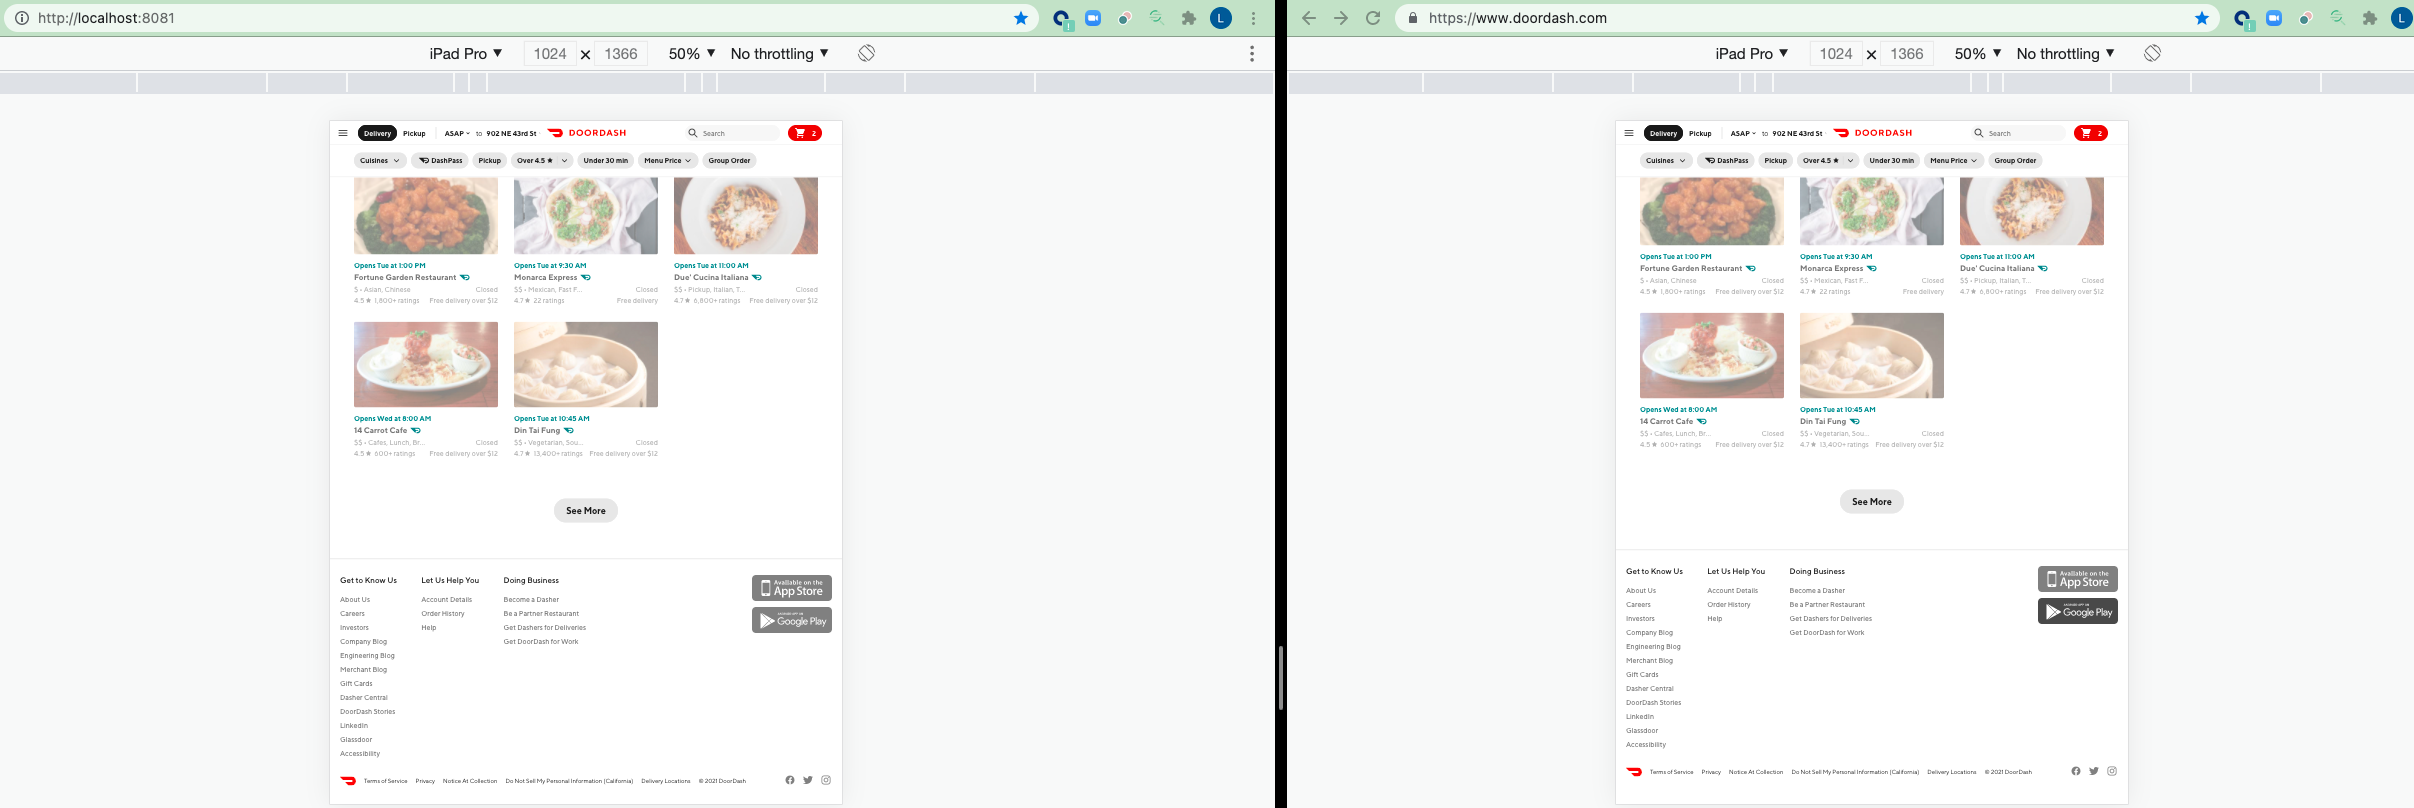 http://localhost:8081
L
iPad Pro ▼ 1024 × 1366 50% ▼ No throttling ▼
Delivery Pickup ASAP to 902 NE 43rd St DOORDASH Search 2
Cuisines DashPass Pickup Over 4.5 ★ Under 30 min Menu Price Group Order
Opens Tue at 1:00 PM Opens Tue at 9:30 AM Opens Tue at 11:00 AM
Fortune Garden Restaurant Monarca Express Due' Cucina Italiana
$ • Asian, Chinese Closed $$ • Mexican, Fast F... Closed $$ • Pickup, Italian, T... Closed
4.5 ★ 1,800+ ratings Free delivery over $12 4.7 ★ 22 ratings Free delivery 4.7 ★ 6,800+ ratings Free delivery over $12
Opens Wed at 8:00 AM Opens Tue at 10:45 AM
14 Carrot Cafe Din Tai Fung
$$ • Cafes, Lunch, Br... Closed $$ • Vegetarian, Sou... Closed
4.5 ★ 600+ ratings Free delivery over $12 4.7 ★ 13,400+ ratings Free delivery over $12
See More
Get to Know Us Let Us Help You Doing Business
Available on the
App Store
About Us Account Details Become a Dasher
Careers Order History Be a Partner Restaurant
Google Play
Investors Help Get Dashers for Deliveries
Company Blog Get DoorDash for Work
Engineering Blog
Merchant Blog
Gift Cards
Dasher Central
DoorDash Stories
LinkedIn
Glassdoor
Accessibility
Terms of Service Privacy Notice At Collection Do Not Sell My Personal Information (California) Delivery Locations © 2021 DoorDash
https://www.doordash.com
L
iPad Pro ▼ 1024 × 1366 50% ▼ No throttling ▼
Delivery Pickup ASAP to 902 NE 43rd St DOORDASH Search 2
Cuisines DashPass Pickup Over 4.5 ★ Under 30 min Menu Price Group Order
Opens Tue at 1:00 PM Opens Tue at 9:30 AM Opens Tue at 11:00 AM
Fortune Garden Restaurant Monarca Express Due' Cucina Italiana
$ • Asian, Chinese Closed $$ • Mexican, Fast F... Closed $$ • Pickup, Italian, T... Closed
4.5 ★ 1,800+ ratings Free delivery over $12 4.7 ★ 22 ratings Free delivery 4.7 ★ 6,800+ ratings Free delivery over $12
Opens Wed at 8:00 AM Opens Tue at 10:45 AM
14 Carrot Cafe Din Tai Fung
$$ • Cafes, Lunch, Br... Closed $$ • Vegetarian, Sou... Closed
4.5 ★ 600+ ratings Free delivery over $12 4.7 ★ 13,400+ ratings Free delivery over $12
See More
Get to Know Us Let Us Help You Doing Business
Available on the
App Store
About Us Account Details Become a Dasher
Careers Order History Be a Partner Restaurant
Google Play
Investors Help Get Dashers for Deliveries
Company Blog Get DoorDash for Work
Engineering Blog
Merchant Blog
Gift Cards
Dasher Central
DoorDash Stories
LinkedIn
Glassdoor
Accessibility
Terms of Service Privacy Notice At Collection Do Not Sell My Personal Information (California) Delivery Locations © 2021 DoorDash